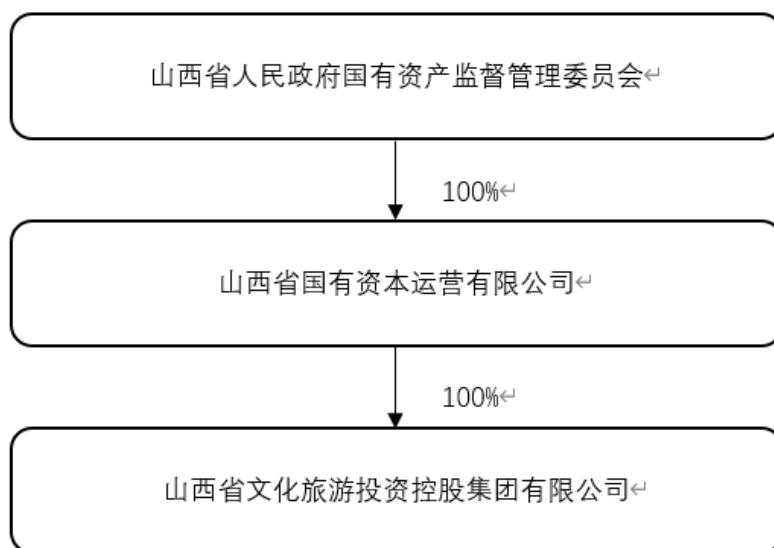 山西省人民政府国有资产监督管理委员会↵
100%↵
山西省国有资本运营有限公司↵
100%↵
山西省文化旅游投资控股集团有限公司↵